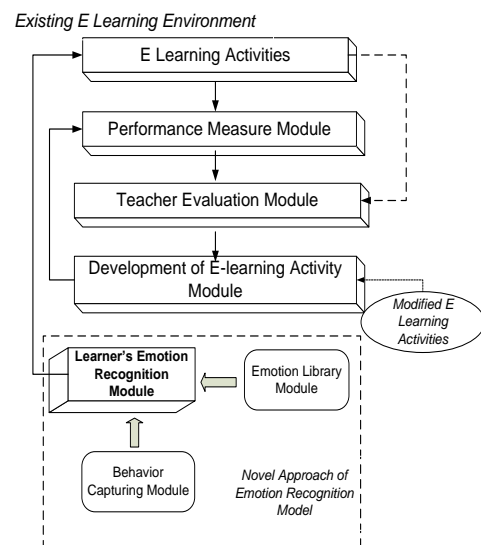 Existing E Learning Environment
E Learning Activities
Performance Measure Module
Teacher Evaluation Module
Development of E-learning Activity
Module
Modified E
Learning
Activities
Learner's Emotion
Recognition
Module
Emotion Library
Module
Behavior
Capturing Module
Novel Approach of
Emotion Recognition
Model